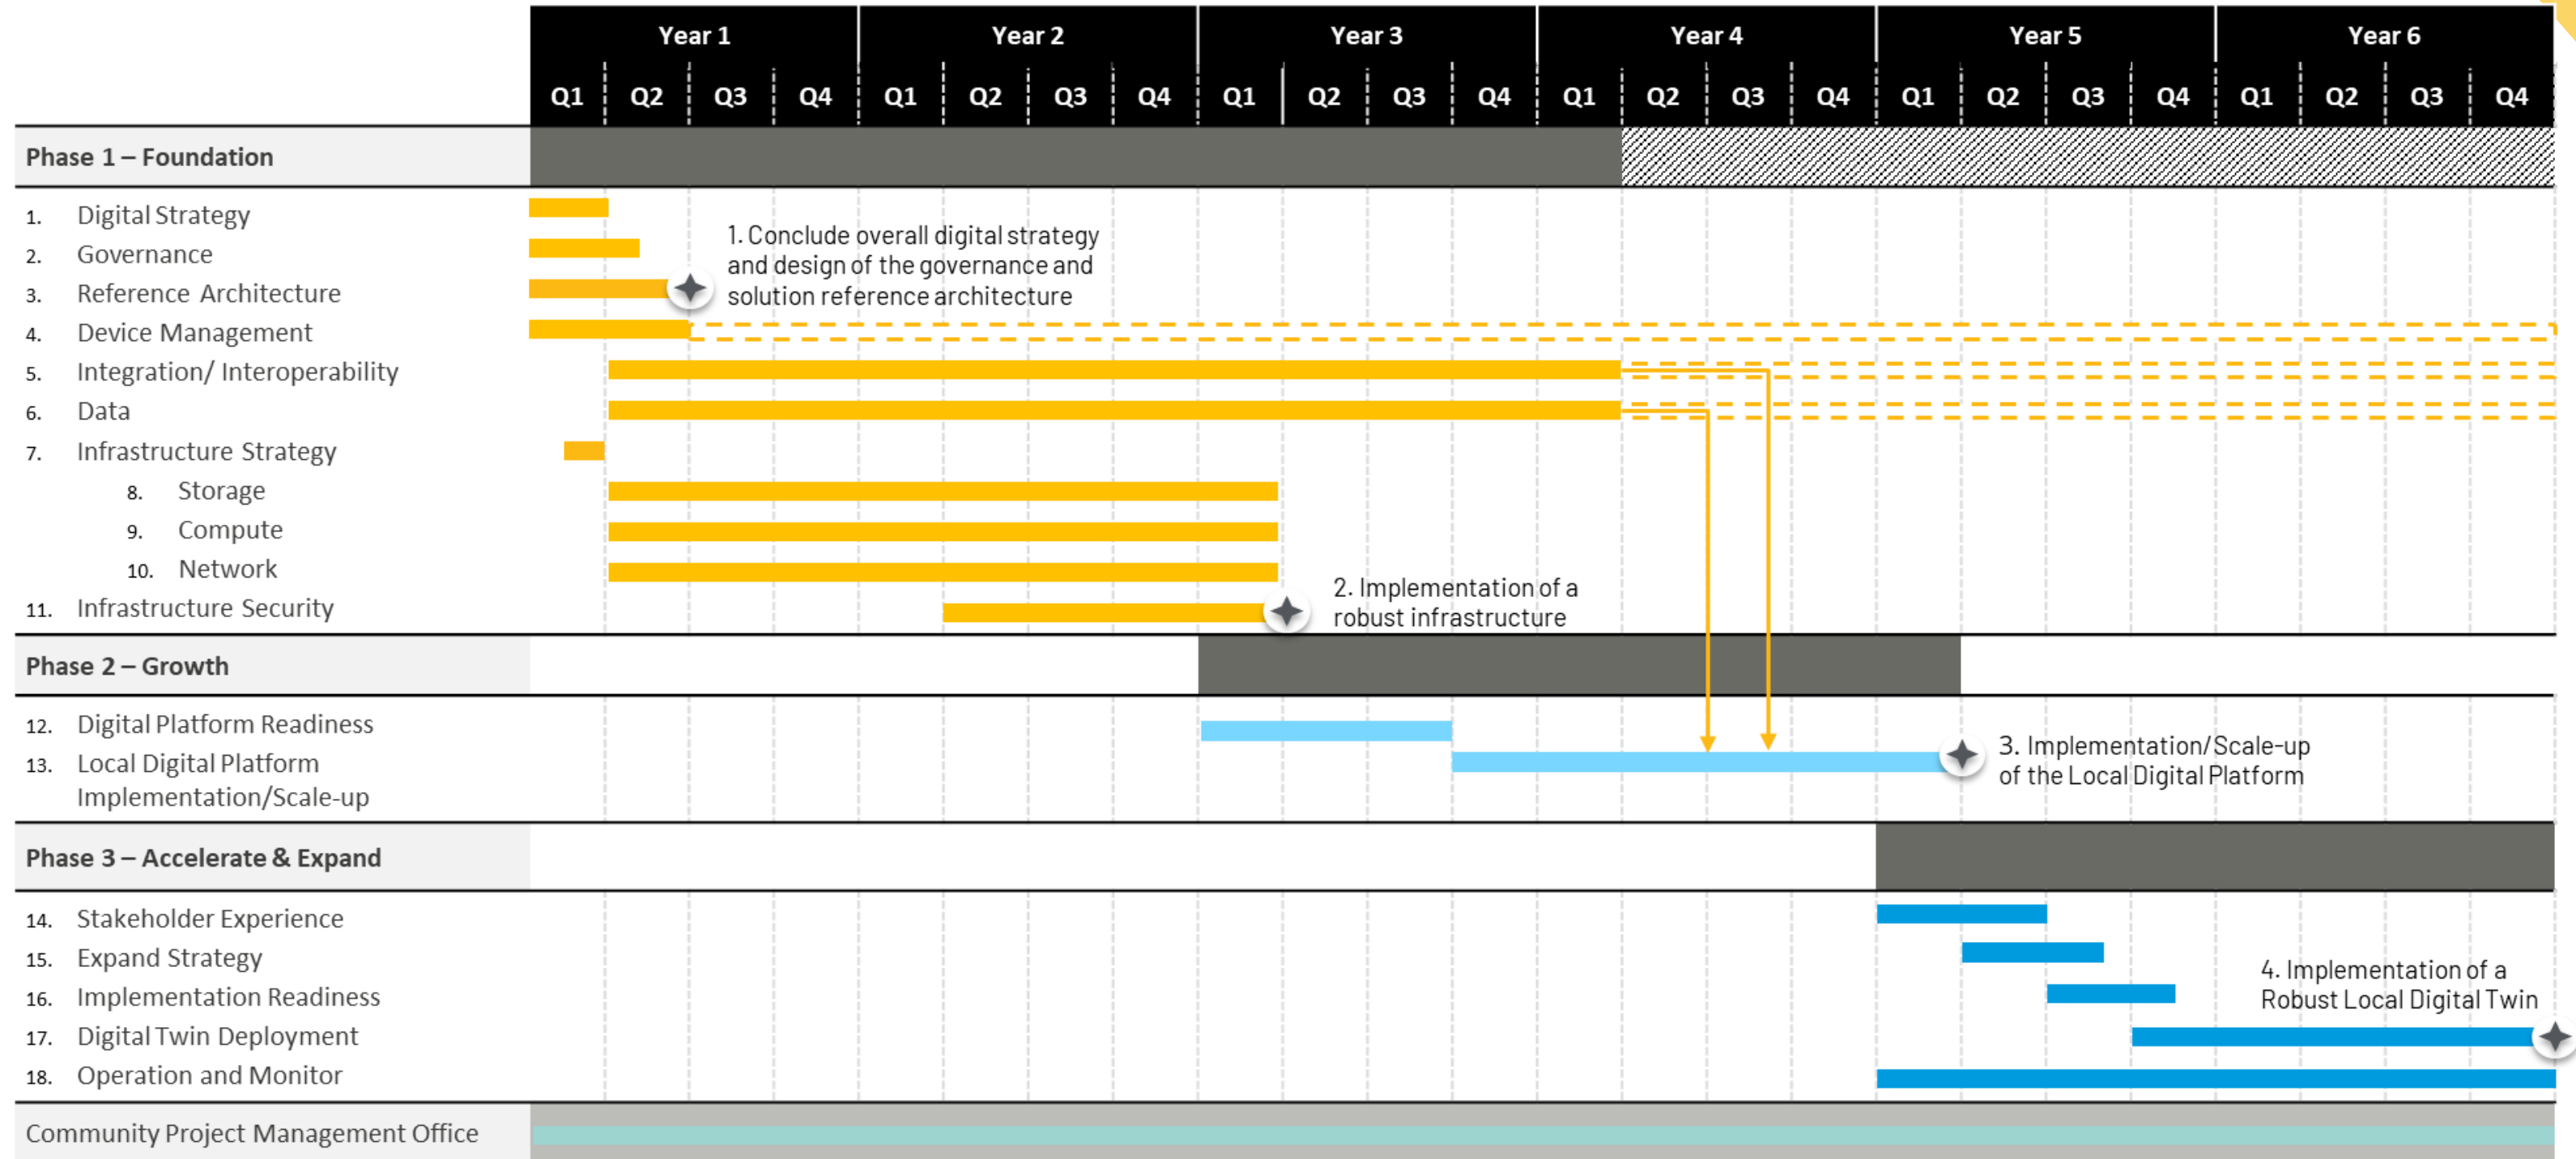 Year 1 Year 2 Year 3 Year 4 Year 5 Year 6
Q1 Q2 Q3 Q4 Q1 Q2 Q3 Q4 Q1 Q2 Q3 Q4 Q1 Q2 Q3 Q4 Q1 Q2 Q3 Q4 Q1 Q2 Q3 Q4
Phase 1 – Foundation
1. Digital Strategy
2. Governance
3. Reference Architecture
4. Device Management
5. Integration/ Interoperability
6. Data
7. Infrastructure Strategy
8. Storage
9. Compute
10. Network
11. Infrastructure Security
1. Conclude overall digital strategy
and design of the governance and
solution reference architecture
2. Implementation of a
robust infrastructure
Phase 2 – Growth
12. Digital Platform Readiness
13. Local Digital Platform
Implementation/Scale-up
3. Implementation/Scale-up
of the Local Digital Platform
Phase 3 – Accelerate & Expand
14. Stakeholder Experience
15. Expand Strategy
16. Implementation Readiness
17. Digital Twin Deployment
18. Operation and Monitor
4. Implementation of a
Robust Local Digital Twin
Community Project Management Office